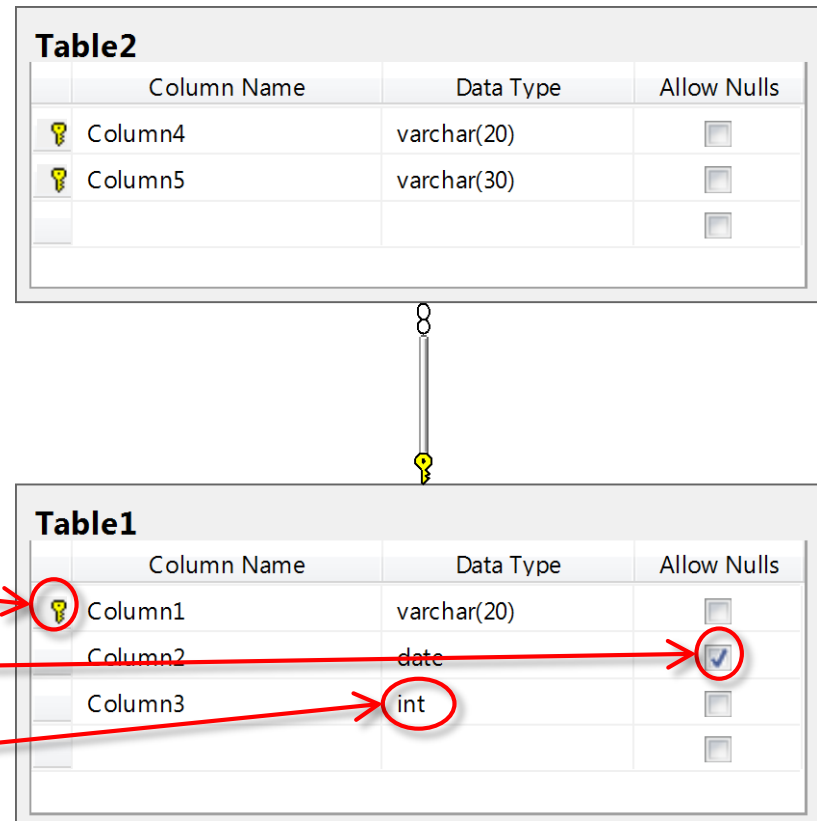 Table2
Column Name Data Type Allow Nulls
Column4 varchar(20)
Column5 varchar(30)
Table1
Column Name Data Type Allow Nulls
Column1 varchar(20)
Column2 date
Column3 int